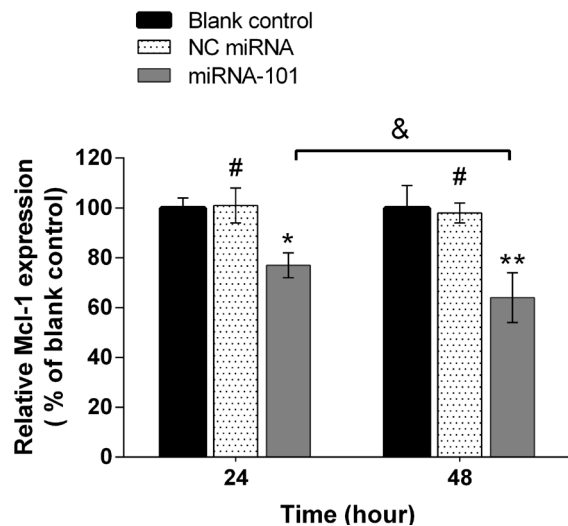 Blank control
NC miRNA
miRNA-101
&
120
100
80
60
40
20
0
#
*
#
**
24
48
Relative Mcl-1 expression
( % of blank control)
Time (hour)